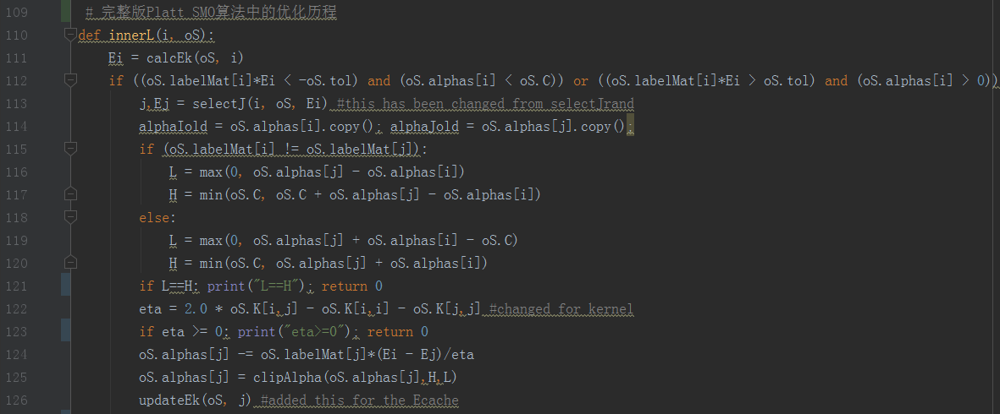 109 # 完整版Platt SMO算法中的优化历程
110 def innerL(i, oS):
111 Ei = calcEk(oS, i)
112 if ((oS.labelMat[i]*Ei < -oS.tol) and (oS.alphas[i] < oS.C)) or ((oS.labelMat[i]*Ei > oS.tol) and (oS.alphas[i] > 0))
113 j,Ej = selectJ(i, oS, Ei) #this has been changed from selectJrand
114 alphaIold = oS.alphas[i].copy(); alphaJold = oS.alphas[j].copy();
115 if (oS.labelMat[i] != oS.labelMat[j]):
116 L = max(0, oS.alphas[j] - oS.alphas[i])
117 H = min(oS.C, oS.C + oS.alphas[j] - oS.alphas[i])
118 else:
119 L = max(0, oS.alphas[j] + oS.alphas[i] - oS.C)
120 H = min(oS.C, oS.alphas[j] + oS.alphas[i])
121 if L==H: print("L==H"); return 0
122 eta = 2.0 * oS.K[i,j] - oS.K[i,i] - oS.K[j,j] #changed for kernel
123 if eta >= 0: print("eta>=0"); return 0
124 oS.alphas[j] -= oS.labelMat[j]*(Ei - Ej)/eta
125 oS.alphas[j] = clipAlpha(oS.alphas[j],H,L)
126 updateEk(oS, j) #added this for the Ecache